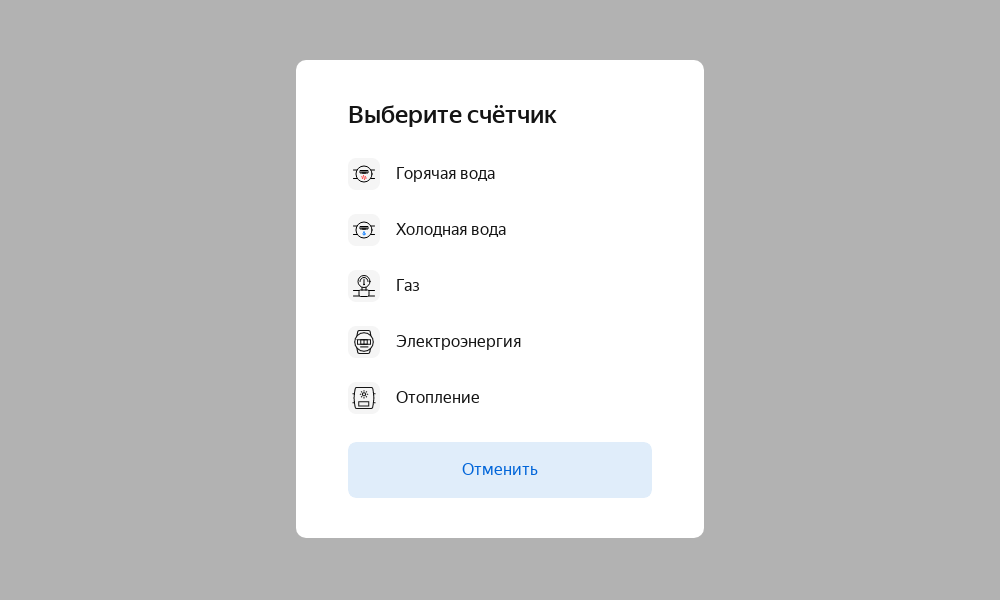 Выберите счётчик
Горячая вода
Холодная вода
Газ
Электроэнергия
Отопление
Отменить